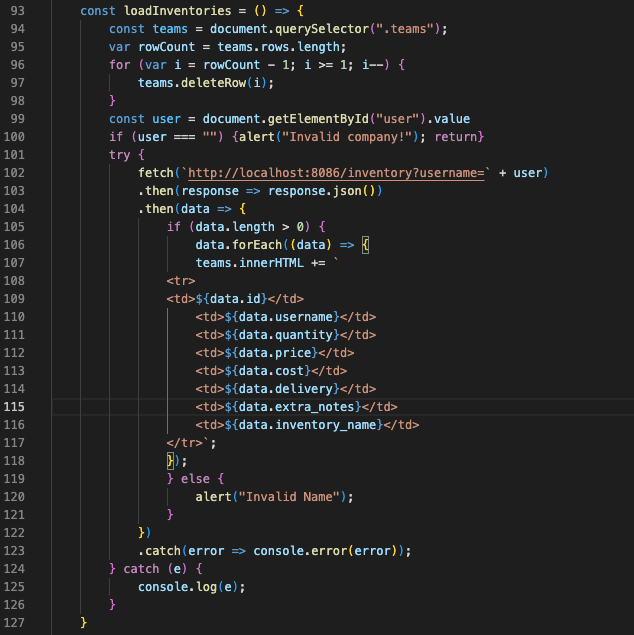 93 const loadInventories = () => {
94 const teams = document.querySelector(".teams");
95 var rowCount = teams.rows.length;
96 for (var i = rowCount - 1; i >= 1; i--) {
97 teams.deleteRow(i);
98 }
99 const user = document.getElementById("user").value
100 if (user === "") {alert("Invalid company!"); return}
101 try {
102 fetch(`http://localhost:8086/inventory?username=` + user)
103 .then(response => response.json())
104 .then(data => {
105 if (data.length > 0) {
106 data.forEach((data) => {
107 teams.innerHTML += `
108 <tr>
109 <td>${data.id}</td>
110 <td>${data.username}</td>
111 <td>${data.quantity}</td>
112 <td>${data.price}</td>
113 <td>${data.cost}</td>
114 <td>${data.delivery}</td>
115 <td>${data.extra_notes}</td>
116 <td>${data.inventory_name}</td>
117 </tr>`;
118 });
119 } else {
120 alert("Invalid Name");
121 }
122 })
123 .catch(error => console.error(error));
124 } catch (e) {
125 console.log(e);
126 }
127 }